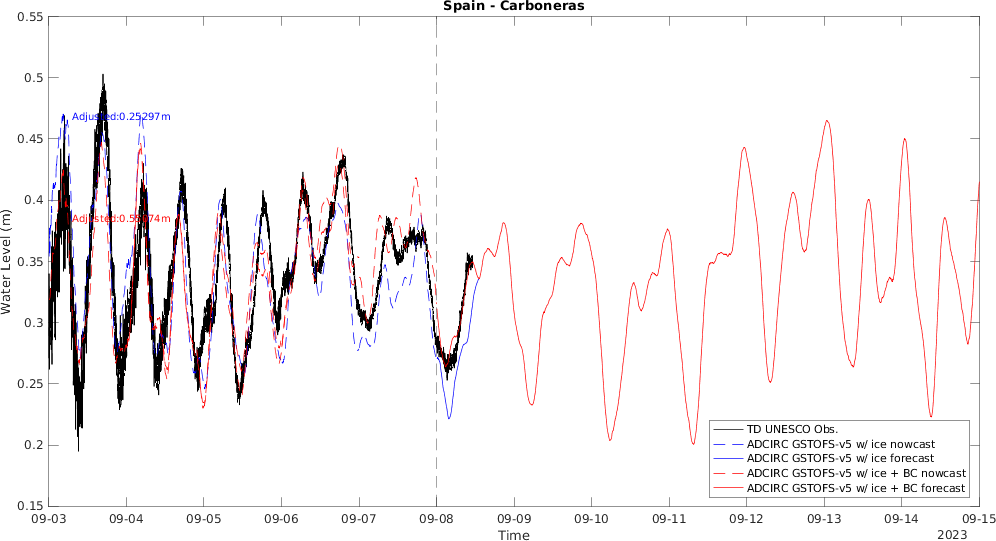 Spain - Carboneras
0.55
0.5
0.45
0.4
0.35
0.3
0.25
0.2
0.15
Water Level (m)
Adjusted:0.25297m
TD UNESCO Obs.
ADCIRC GSTOFS-v5 w/ ice nowcast
ADCIRC GSTOFS-v5 w/ ice forecast
ADCIRC GSTOFS-v5 w/ ice + BC nowcast
ADCIRC GSTOFS-v5 w/ ice + BC forecast
09-03 09-04 09-05 09-06 09-07 09-08 09-09 09-10 09-11 09-12 09-13 09-14 09-15
Time
2023